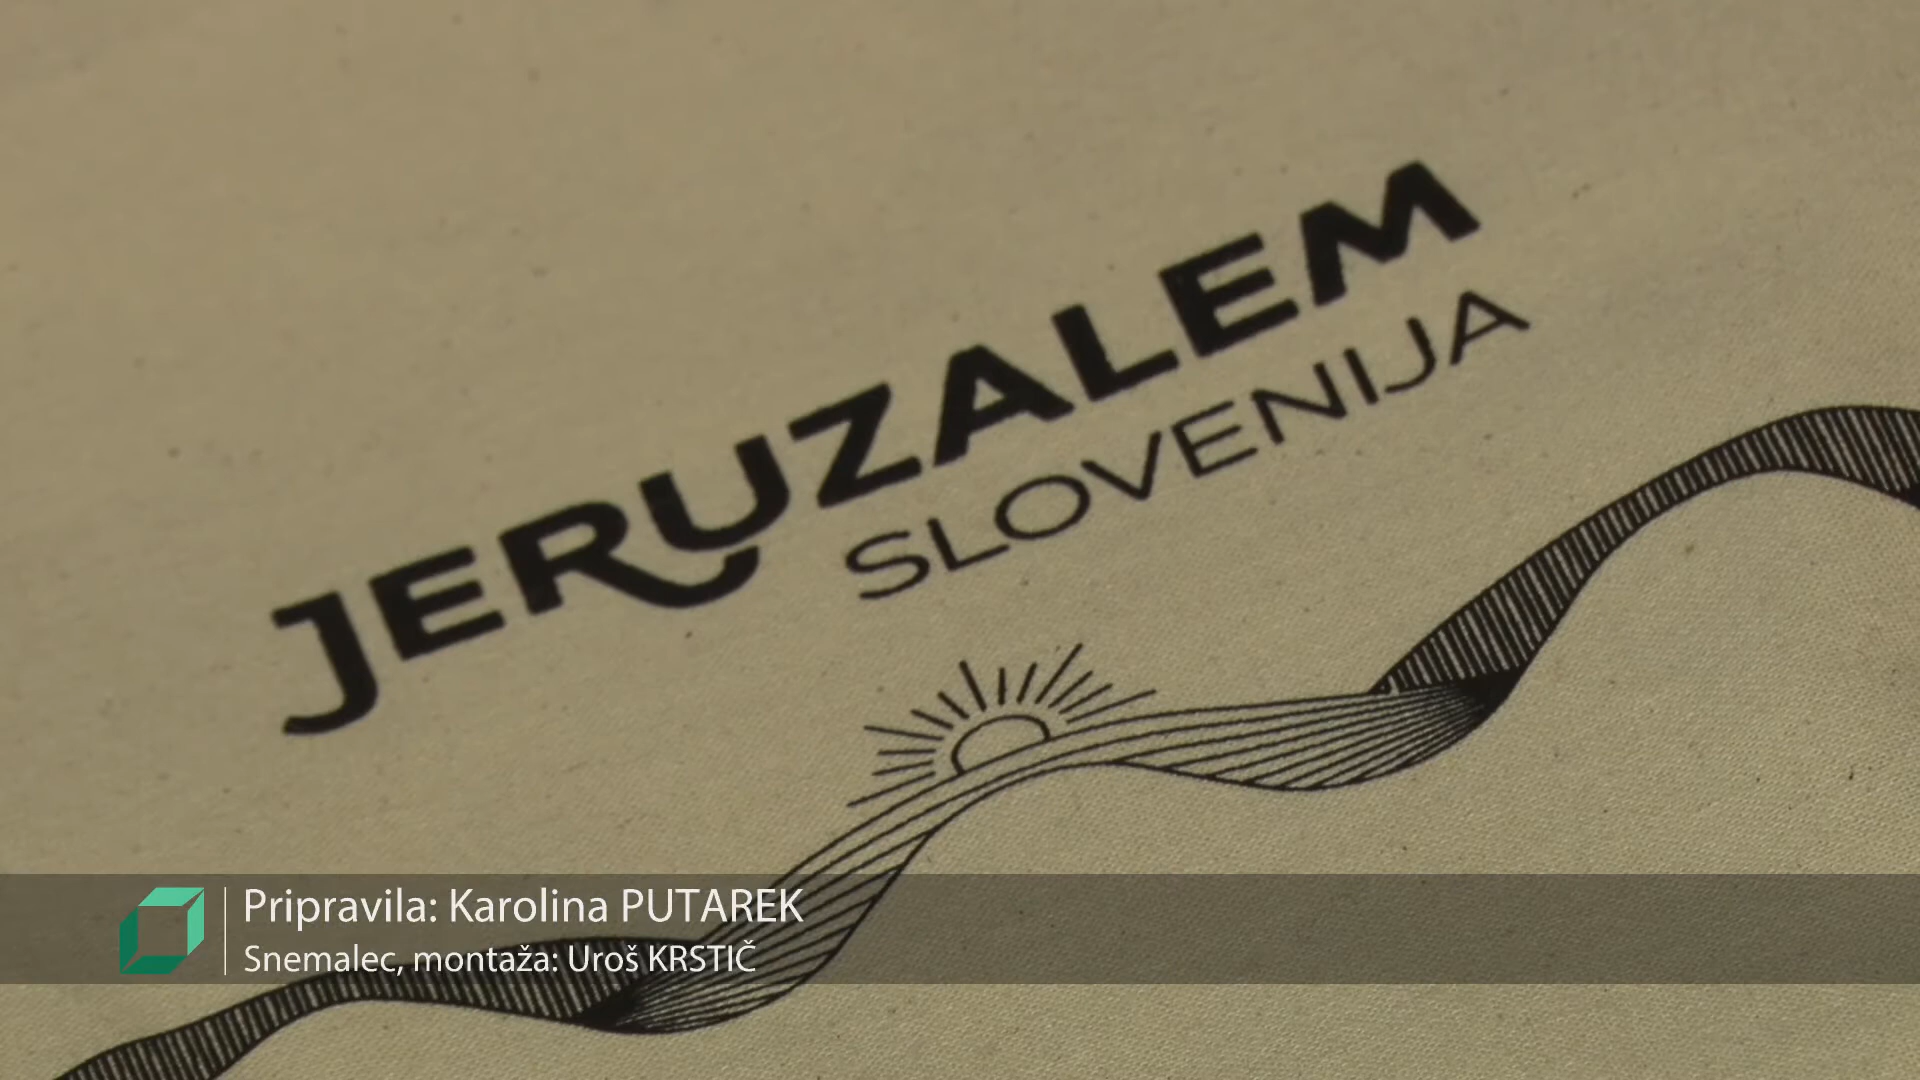 JERUZALEM
SLOVENIJA
Pripravila: Karolina PUTAREK
Snemalec, montaža: Uroš KRSTIČ